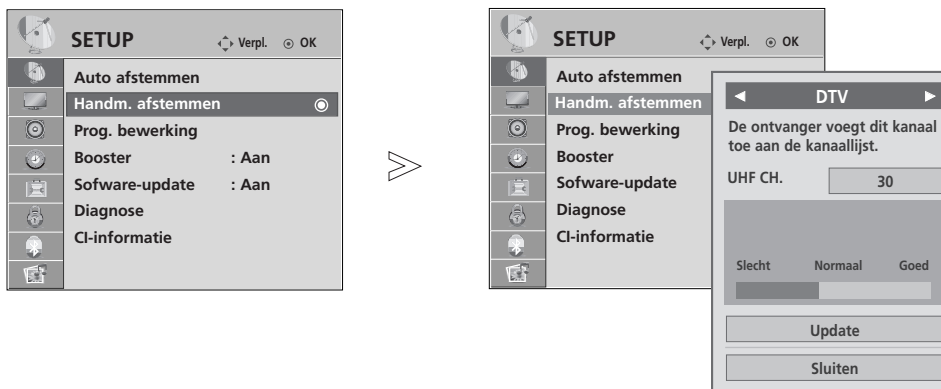 SETUP
Verpl. OK
Auto afstemmen
Handm. afstemmen
Prog. bewerking
Booster : Aan
Sofware-update : Aan
Diagnose
CI-informatie
SETUP
Verpl. OK
Auto afstemmen
Handm. afstemmen
Prog. bewerking
Booster
Sofware-update
Diagnose
CI-informatie
DTV
De ontvanger voegt dit kanaal
toe aan de kanaallijst.
UHF CH. 30
Slecht Normaal Goed
Update
Sluiten